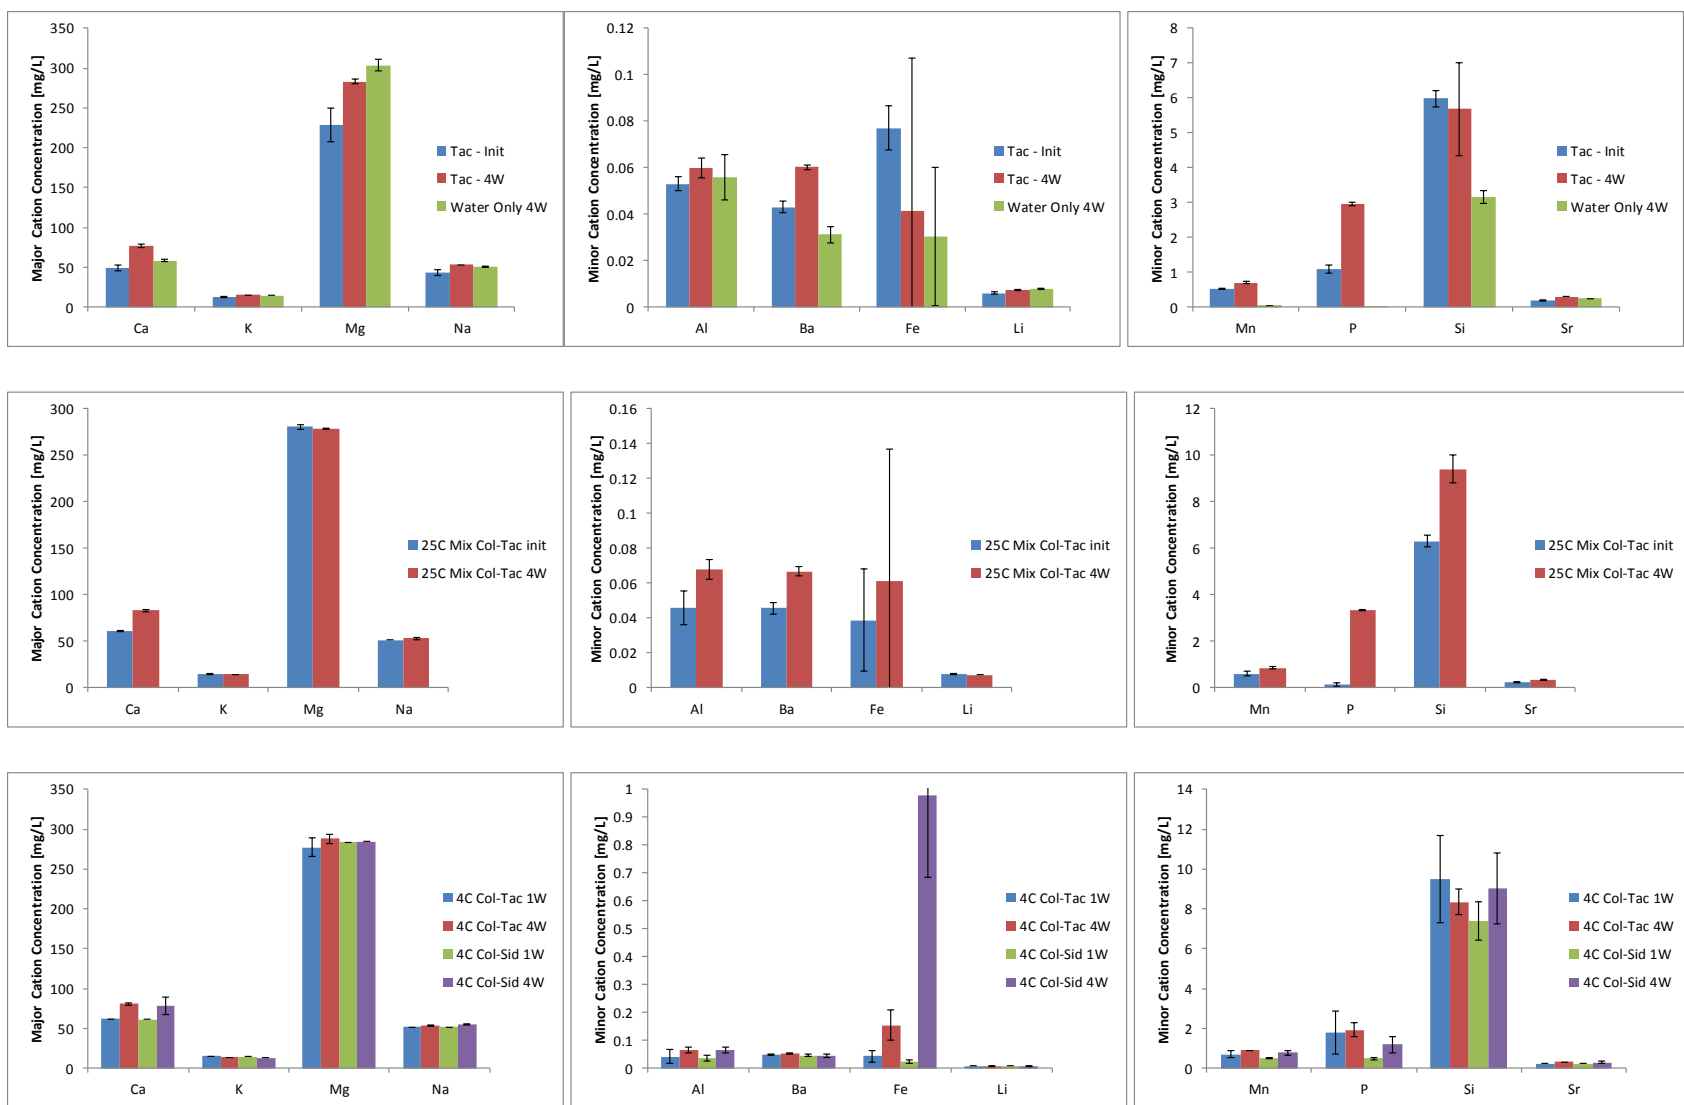 Major Cation Concentration [mg/L]
350
300
250
200
150
100
50
0
Ca K Mg Na
Tac - Init
Tac - 4W
Water Only 4W
Minor Cation Concentration [mg/L]
0.12
0.1
0.08
0.06
0.04
0.02
0
Al Ba Fe Li
Tac - Init
Tac - 4W
Water Only 4W
Minor Cation Concentration [mg/L]
8
7
6
5
4
3
2
1
0
Mn P Si Sr
Tac - Init
Tac - 4W
Water Only 4W
Major Cation Concentration [mg/L]
300
250
200
150
100
50
0
Ca K Mg Na
25C Mix Col-Tac init
25C Mix Col-Tac 4W
Minor Cation Concentration [mg/L]
0.16
0.14
0.12
0.1
0.08
0.06
0.04
0.02
0
Al Ba Fe Li
25C Mix Col-Tac init
25C Mix Col-Tac 4W
Minor Cation Concentration [mg/L]
12
10
8
6
4
2
0
Mn P Si Sr
25C Mix Col-Tac init
25C Mix Col-Tac 4W
Major Cation Concentration [mg/L]
350
300
250
200
150
100
50
0
Ca K Mg Na
4C Col-Tac 1W
4C Col-Tac 4W
4C Col-Sid 1W
4C Col-Sid 4W
Minor Cation Concentration [mg/L]
1
0.9
0.8
0.7
0.6
0.5
0.4
0.3
0.2
0.1
0
Al Ba Fe Li
4C Col-Tac 1W
4C Col-Tac 4W
4C Col-Sid 1W
4C Col-Sid 4W
Minor Cation Concentration [mg/L]
14
12
10
8
6
4
2
0
Mn P Si Sr
4C Col-Tac 1W
4C Col-Tac 4W
4C Col-Sid 1W
4C Col-Sid 4W